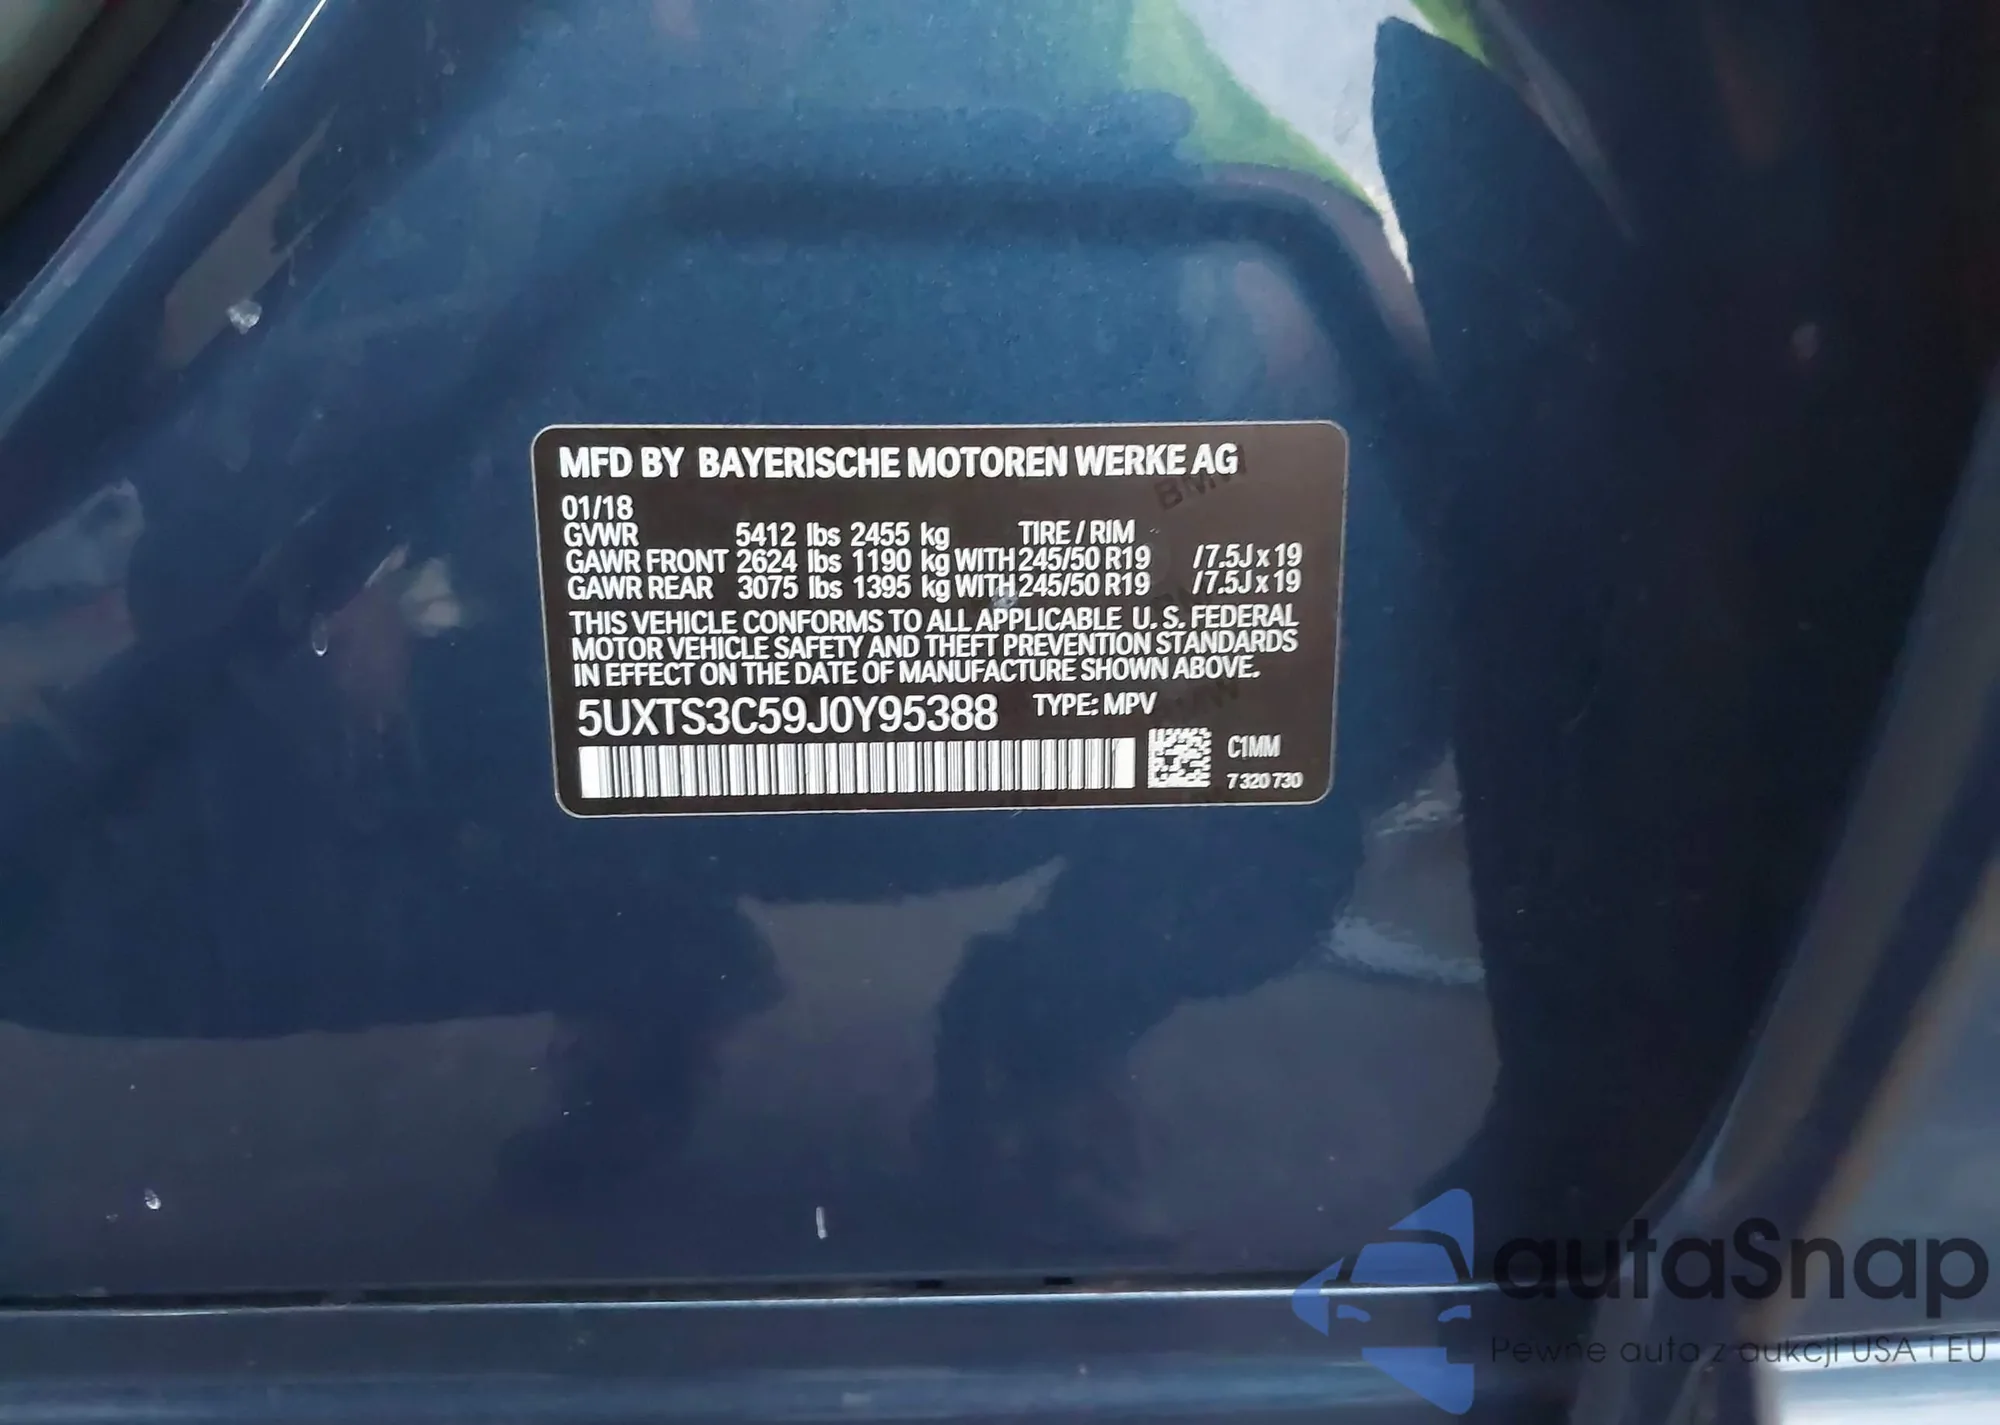 MFD BY BAYERISCHE MOTOREN WERKE AG
01/18
GVWR 5412 lbs 2455 kg TIRE / RIM
GAWR FRONT 2624 lbs 1190 kg WITH 245/50 R19 /7.5J x 19
GAWR REAR 3075 lbs 1395 kg WITH 245/50 R19 /7.5J x 19
THIS VEHICLE CONFORMS TO ALL APPLICABLE U.S. FEDERAL
MOTOR VEHICLE SAFETY AND THEFT PREVENTION STANDARDS
IN EFFECT ON THE DATE OF MANUFACTURE SHOWN ABOVE.
5UXTS3C59J0Y95388 TYPE: MPV
C1MM
7 320 730
BMW
BMW
autaSnap
Pewne auta z aukcji USA i EU